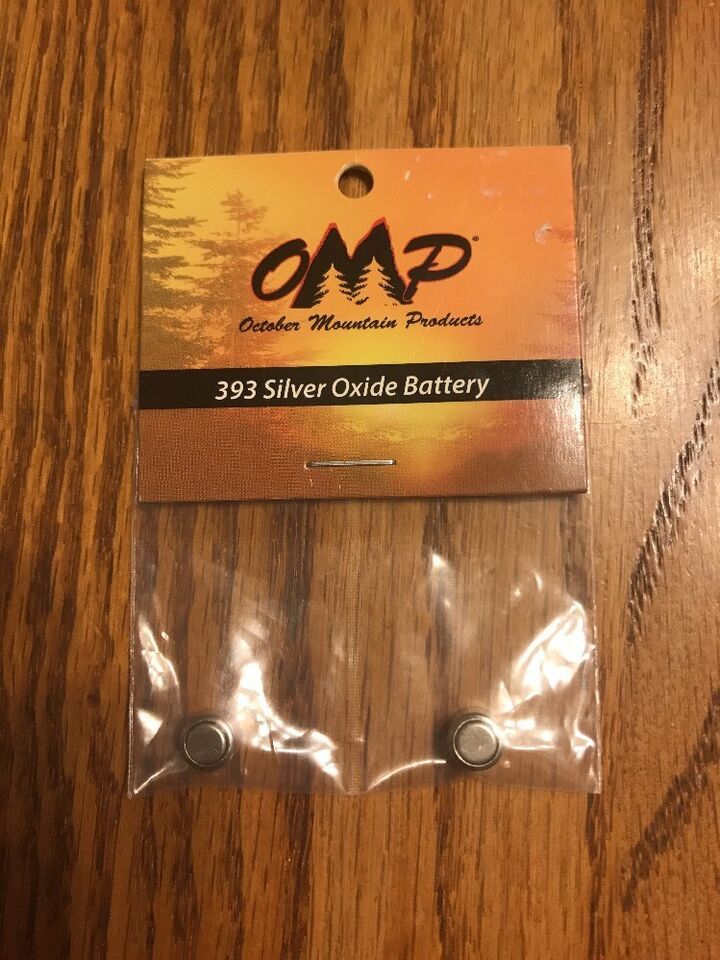 OMP®
October Mountain Products
393 Silver Oxide Battery